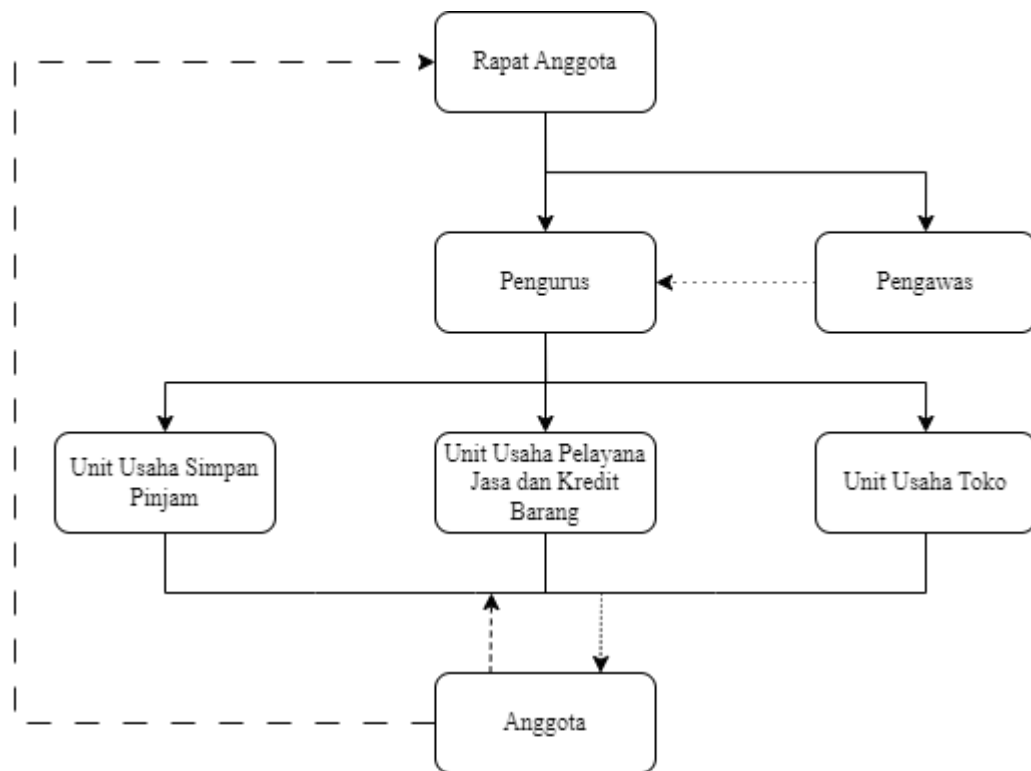 Rapat Anggota
Pengurus
Pengawas
Unit Usaha Simpan
Pinjam
Unit Usaha Pelayana
Jasa dan Kredit
Barang
Unit Usaha Toko
Anggota